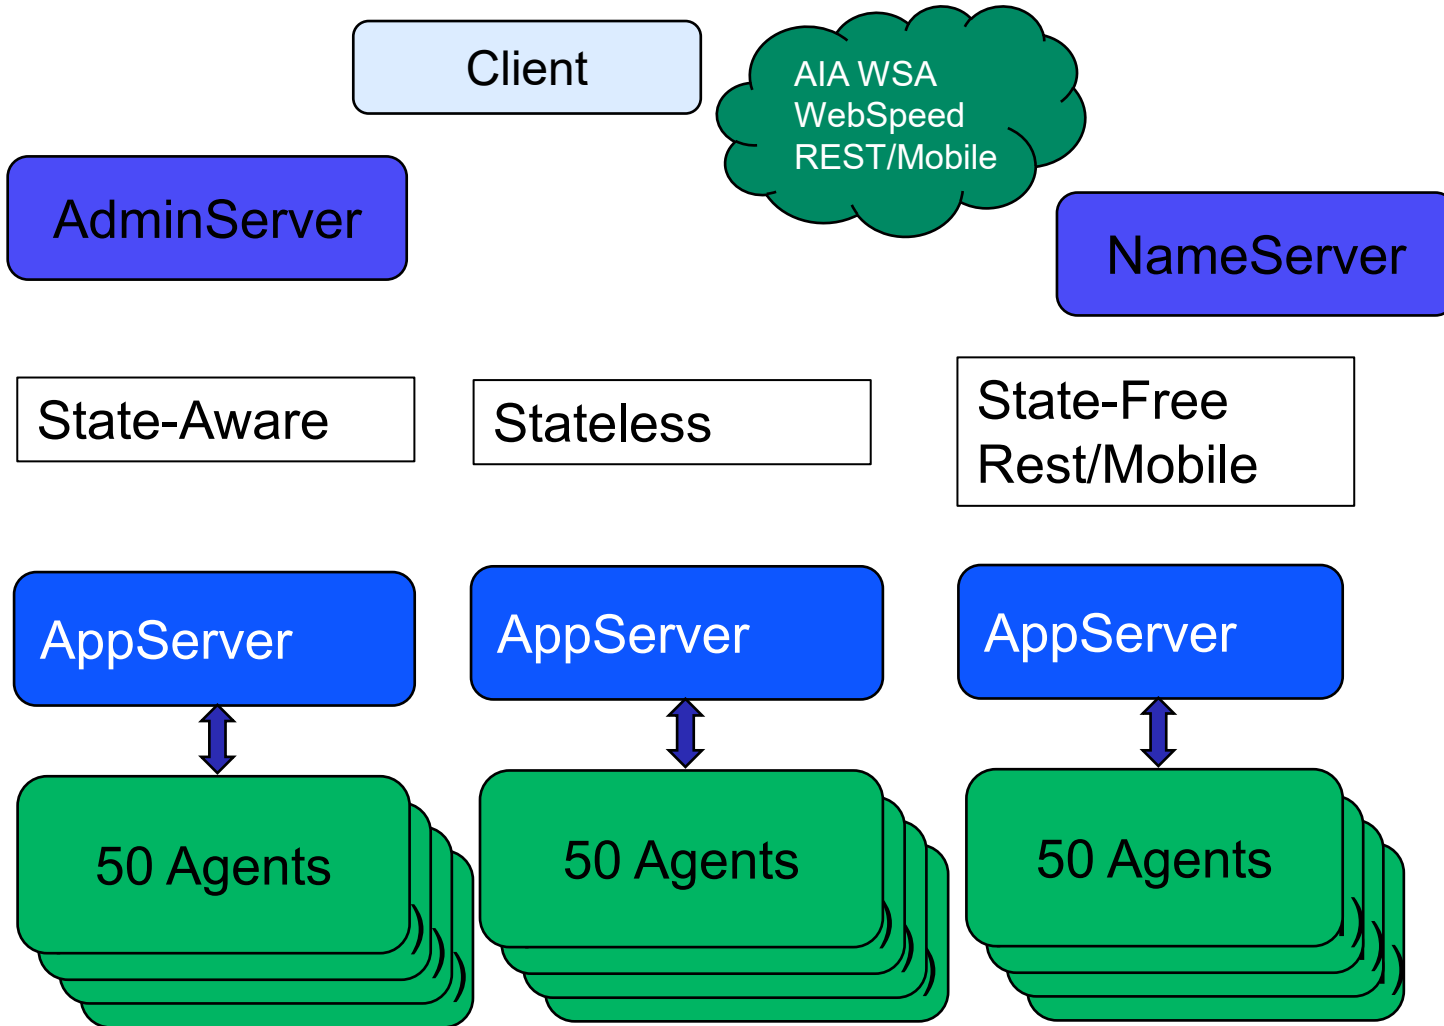 Client
AIA WSA
WebSpeed
REST/Mobile
AdminServer
NameServer
State-Aware
Stateless
State-Free
Rest/Mobile
AppServer
AppServer
AppServer
50 Agents
50 Agents
50 Agents
)
)
)
)
)
)
)
)
)